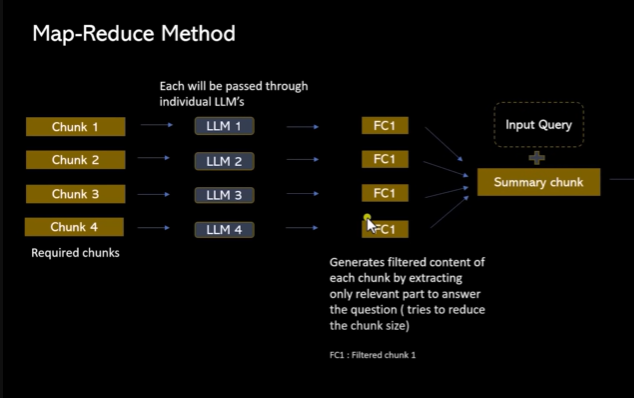 Map-Reduce Method
Each will be passed through
individual LLM's
Chunk 1
LLM 1
FC1
Input Query
Chunk 2
LLM 2
FC1
Summary chunk
Chunk 3
LLM 3
FC1
Chunk 4
LLM 4
FC1
Required chunks
Generates filtered content of
each chunk by extracting
only relevant part to answer
the question ( tries to reduce
the chunk size)
FC1 : Filtered chunk 1